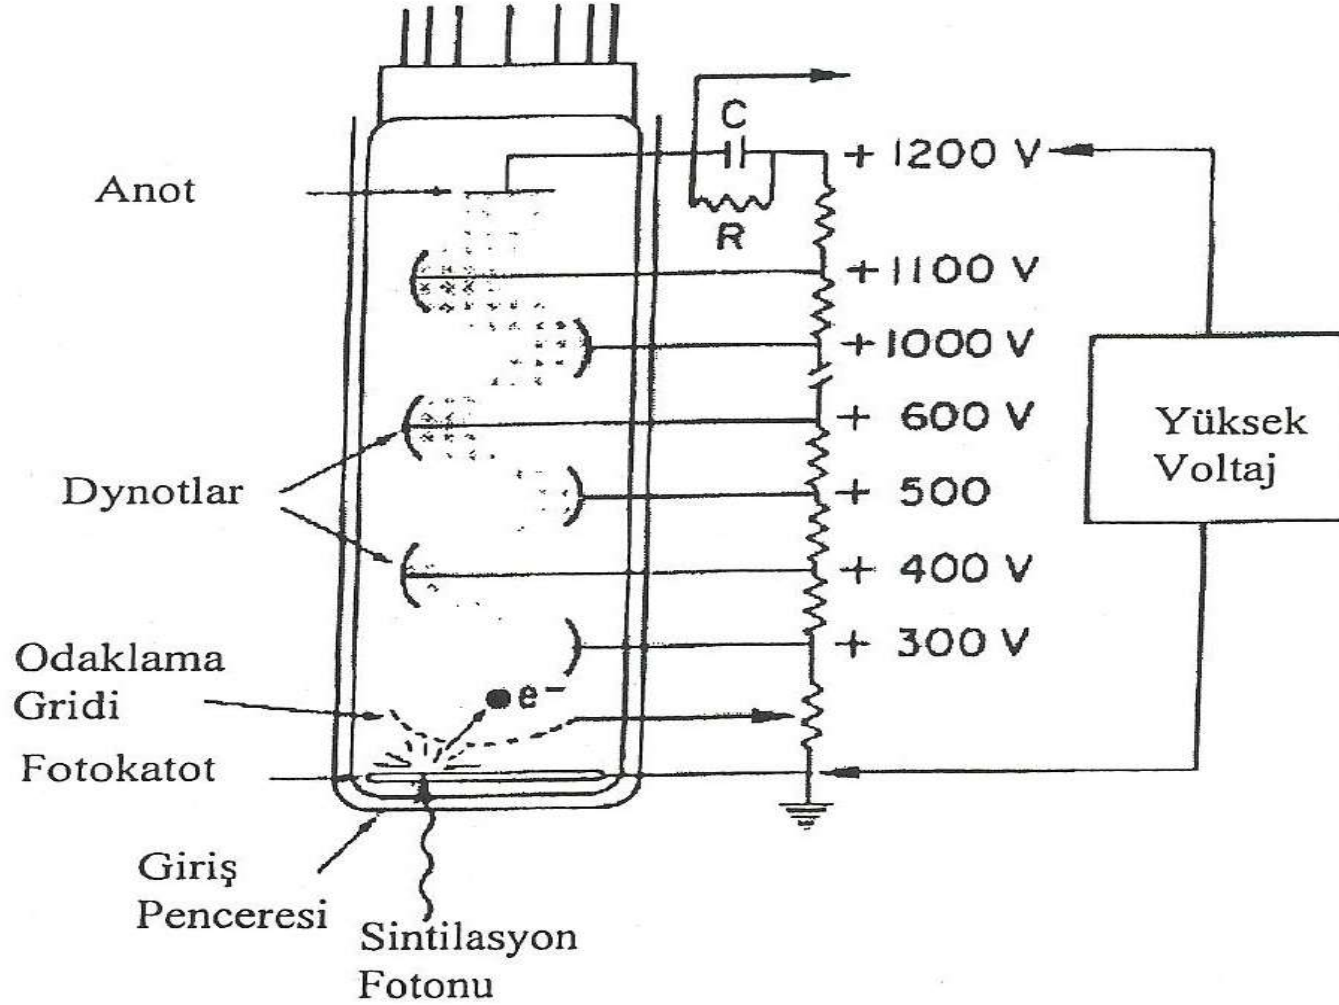 C
+ 1200 V
Anot
R
+ 1100 V
+ 1000 V
+ 600 V
Yüksek
Voltaj
Dynotlar
+ 500
+ 400 V
+ 300 V
Odaklama
Gridi
e-
Fotokatot
Giriş
Penceresi
Sintilasyon
Fotonu